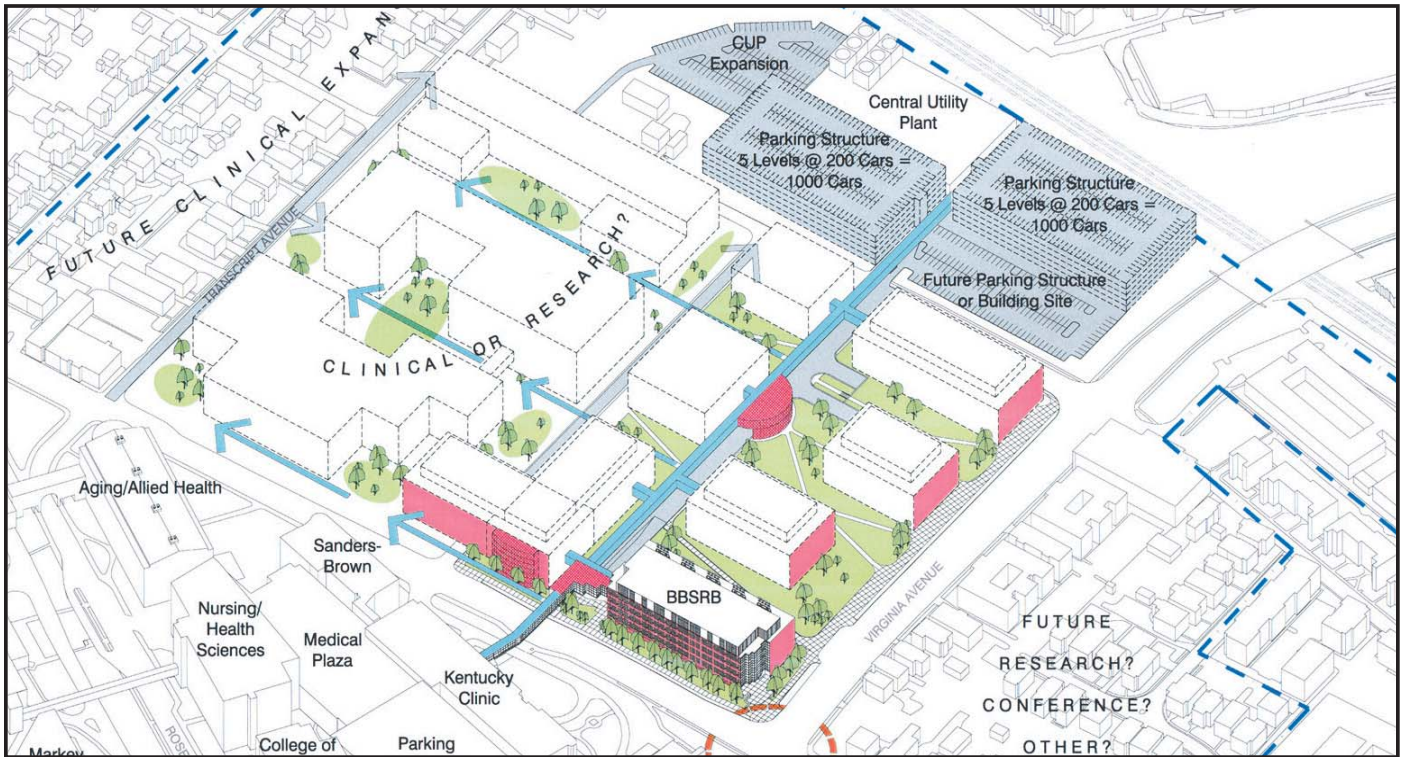 CUP
Expansion
Central Utility
Plant
Parking Structure
5 Levels @ 200 Cars =
1000 Cars
Parking Structure
5 Levels @ 200 Cars =
1000 Cars
Future Parking Structure
or Building Site
FUTURE CLINICAL
TRANSCRIPT AVENUE
CLINICAL OR RESEARCH?
Aging/Allied Health
Sanders-
Brown
Nursing/
Health
Sciences
Medical
Plaza
Kentucky
Clinic
BBSRB
VIRGINIA AVENUE
FUTURE
RESEARCH?
CONFERENCE?
OTHER?
Markey
College of
Parking